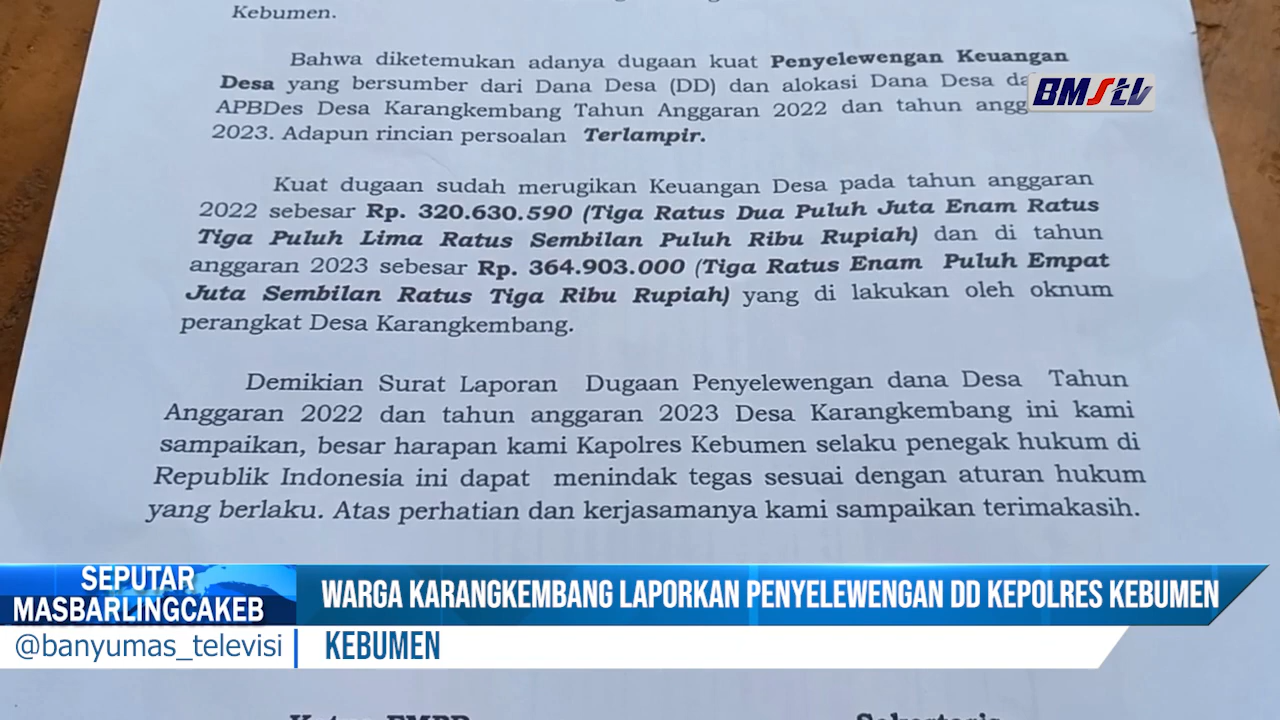 Kebumen.
Bahwa diketemukan adanya dugaan kuat Penyelewengan Keuangan
Desa yang bersumber dari Dana Desa (DD) dan alokasi Dana Desa
APBDes Desa Karangkembang Tahun Anggaran 2022 dan tahun
2023. Adapun rincian persoalan Terlampir.
BMStv
Kuat dugaan sudah merugikan Keuangan Desa pada tahun anggaran
2022 sebesar Rp. 320.630.590 (Tiga Ratus Dua Puluh Juta Enam Ratus
Tiga Puluh Lima Ratus Sembilan Puluh Ribu Rupiah) dan di tahun
anggaran 2023 sebesar Rp. 364.903.000 (Tiga Ratus Enam Puluh Empat
Juta Sembilan Ratus Tiga Ribu Rupiah) yang di lakukan oleh oknum
perangkat Desa Karangkembang.
Demikian Surat Laporan Dugaan Penyelewengan dana Desa Tahun
Anggaran 2022 dan tahun anggaran 2023 Desa Karangkembang ini kami
sampaikan, besar harapan kami Kapolres Kebumen selaku penegak hukum di
Republik Indonesia ini dapat menindak tegas sesuai dengan aturan hukum
yang berlaku. Atas perhatian dan kerjasamanya kami sampaikan terimakasih.
SEPUTAR
MASBARLINGCAKEB
WARGA KARANGKEMBANG LAPORKAN PENYELEWENGAN DD KEPOLRES KEBUMEN
@banyumas_televisi
KEBUMEN